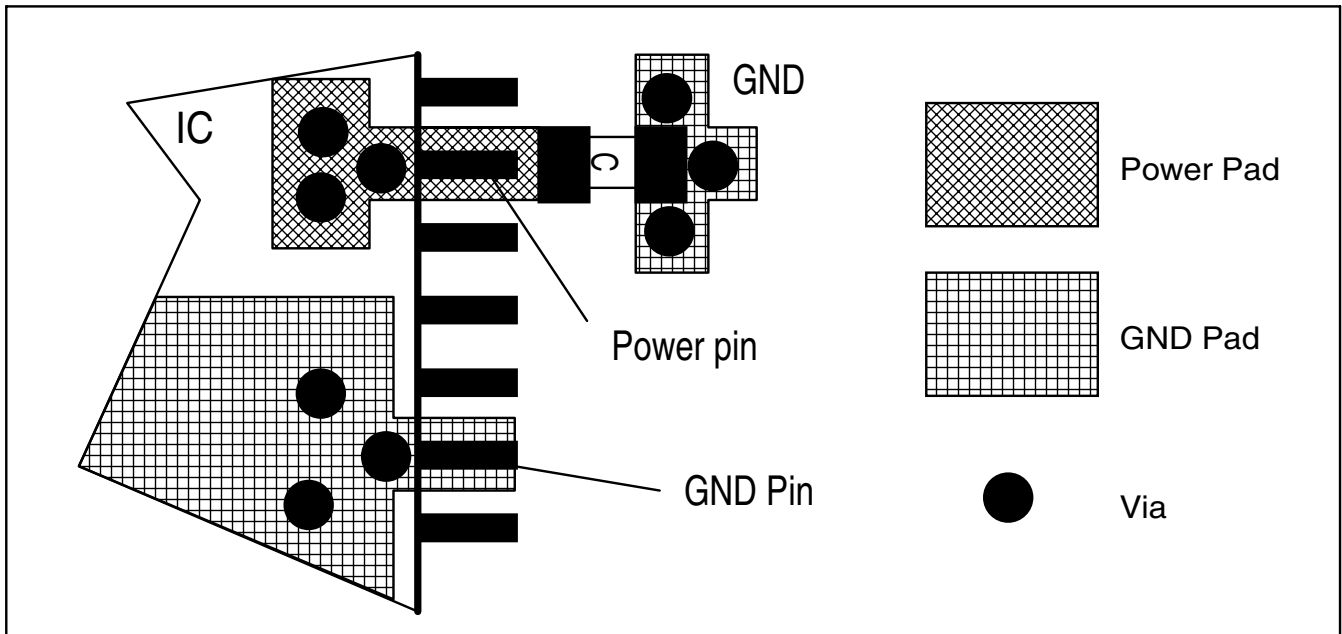 IC
GND
C
Power pin
GND Pin
Power Pad
GND Pad
Via